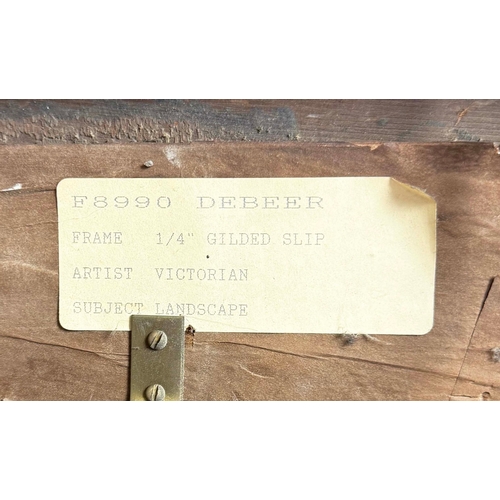 F8990 DEBEER
FRAME 1/4" GILDED SLIP
ARTIST VICTORIAN
SUBJECT LANDSCAPE